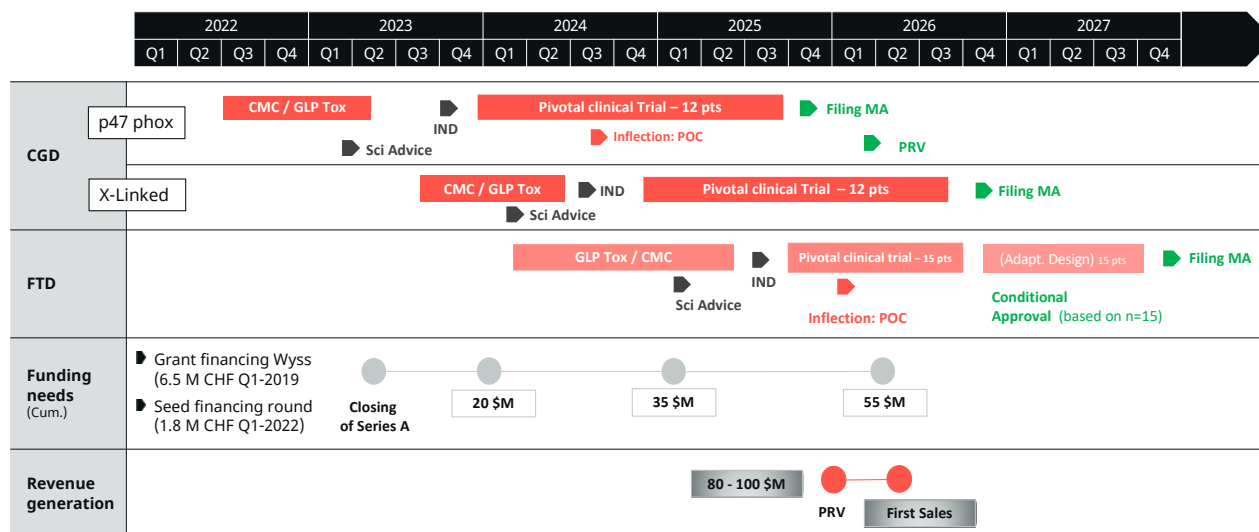 2022 2023 2024 2025 2026 2027
Q1 Q2 Q3 Q4 Q1 Q2 Q3 Q4 Q1 Q2 Q3 Q4 Q1 Q2 Q3 Q4 Q1 Q2 Q3 Q4 Q1 Q2 Q3 Q4
CGD
p47 phox
CMC / GLP Tox
IND
Pivotal clinical Trial – 12 pts
Filing MA
Sci Advice
Inflection: POC
PRV
X-Linked
CMC / GLP Tox
IND
Pivotal clinical Trial – 12 pts
Filing MA
Sci Advice
FTD
GLP Tox / CMC
IND
Pivotal clinical trial – 15 pts
(Adapt. Design) 15 pts
Filing MA
Sci Advice
Inflection: POC
Conditional
Approval (based on n=15)
Funding
needs
(Cum.)
Grant financing Wyss
(6.5 M CHF Q1-2019
Seed financing round
(1.8 M CHF Q1-2022)
Closing
of Series A
20 $M
35 $M
55 $M
Revenue
generation
80 - 100 $M
PRV
First Sales